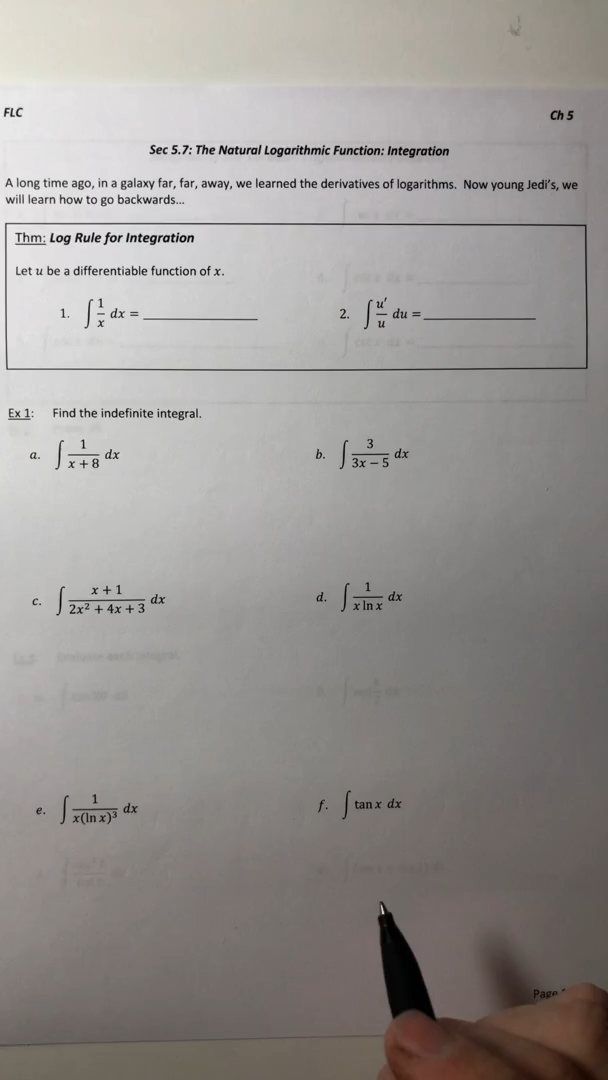 FLC Ch 5
Sec 5.7: The Natural Logarithmic Function: Integration
A long time ago, in a galaxy far, far, away, we learned the derivatives of logarithms. Now young Jedi's, we
will learn how to go backwards...
Thm: Log Rule for Integration
Let u be a differentiable function of x.
1. ∫ 1/x dx = ____________ 2. ∫ u'/u du = ____________
Ex 1: Find the indefinite integral.
a. ∫ 1/(x + 8) dx b. ∫ 3/(3x − 5) dx
c. ∫ (x + 1)/(2x² + 4x + 3) dx d. ∫ 1/(x ln x) dx
e. ∫ 1/(x(ln x)³) dx f. ∫ tan x dx
Page